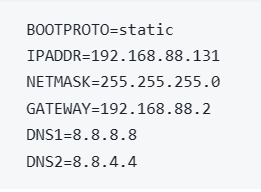 BOOTPROTO=static
IPADDR=192.168.88.131
NETMASK=255.255.255.0
GATEWAY=192.168.88.2
DNS1=8.8.8.8
DNS2=8.8.4.4